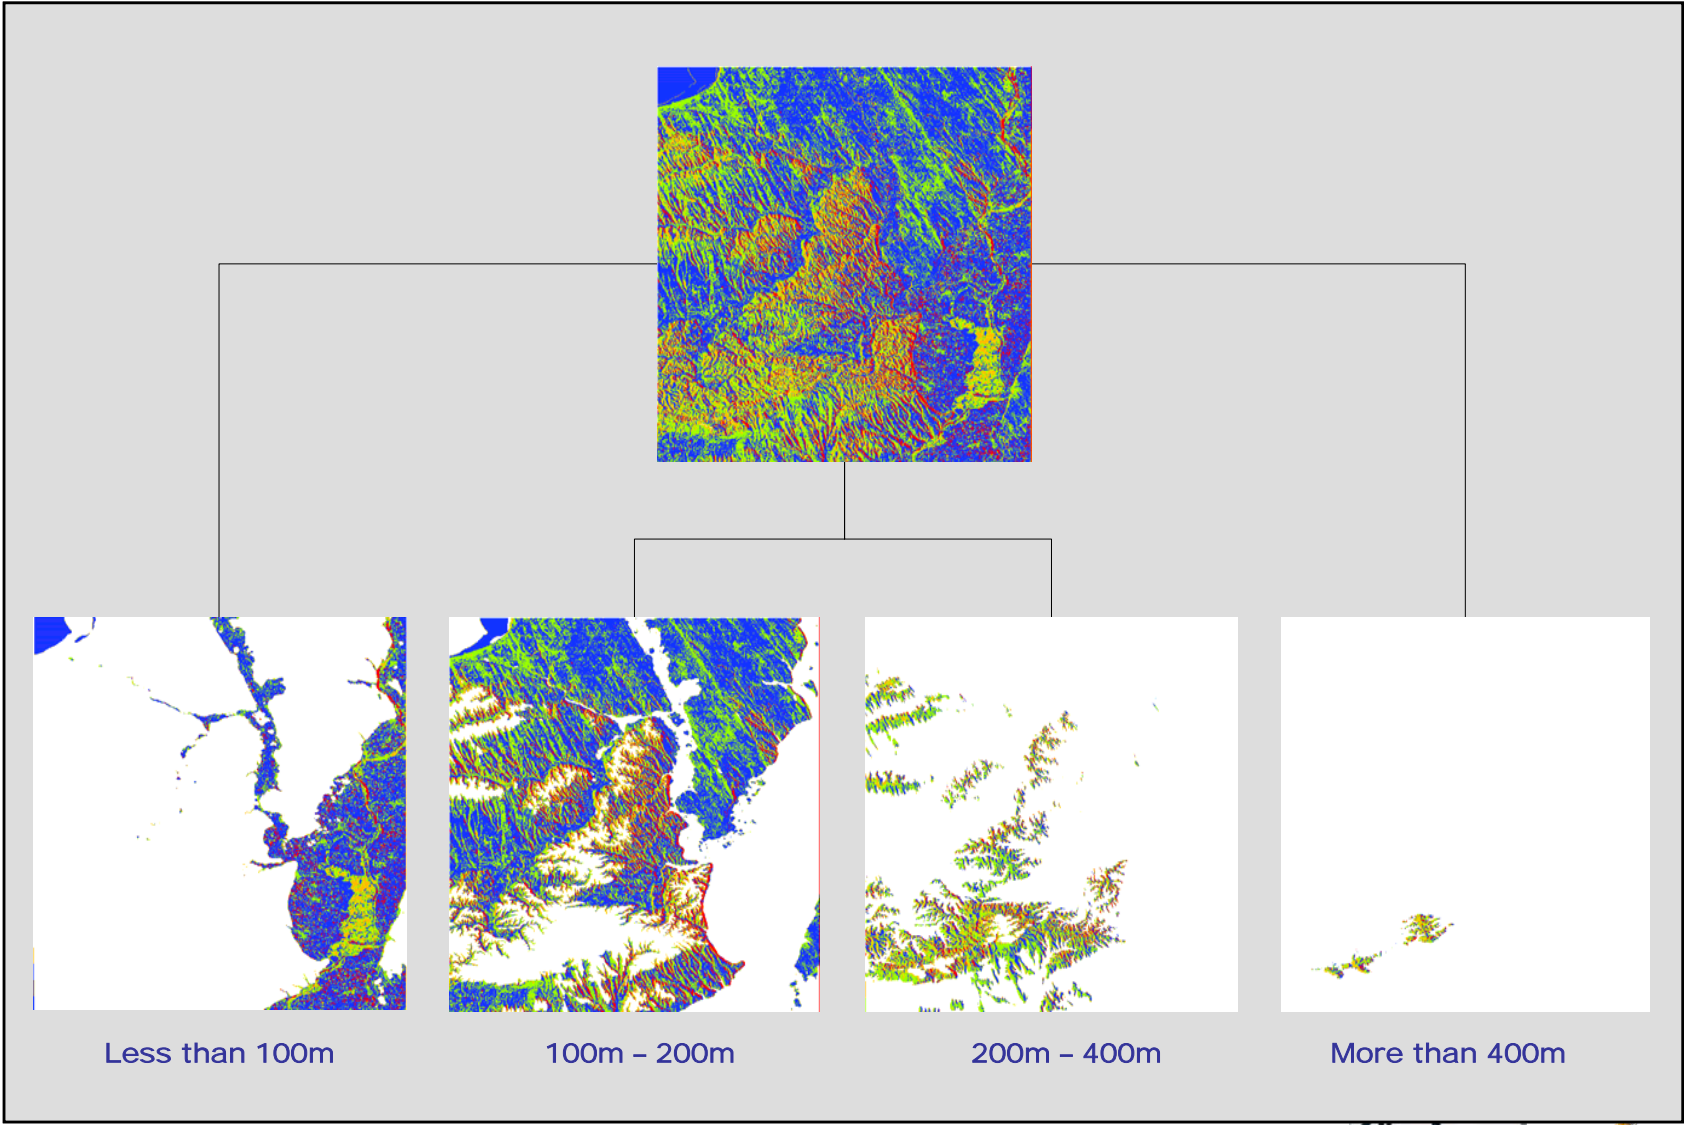 Less than 100m
100m – 200m
200m – 400m
More than 400m